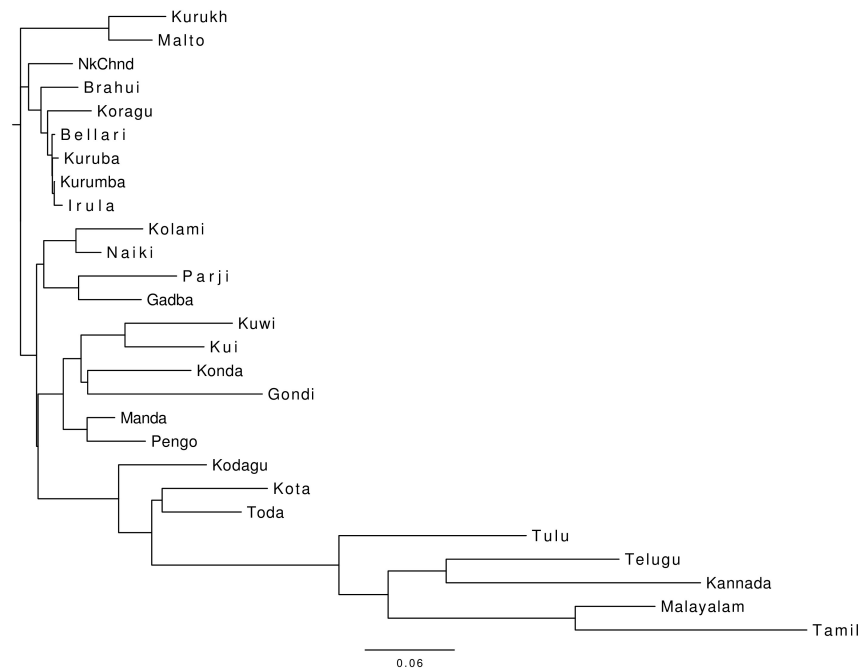 Kurukh
Malto
NkChnd
Brahui
Koragu
Bellari
Kuruba
Kurumba
Irula
Kolami
Naiki
Parji
Gadba
Kuwi
Kui
Konda
Gondi
Manda
Pengo
Kodagu
Kota
Toda
Tulu
Telugu
Kannada
Malayalam
Tamil
0.06